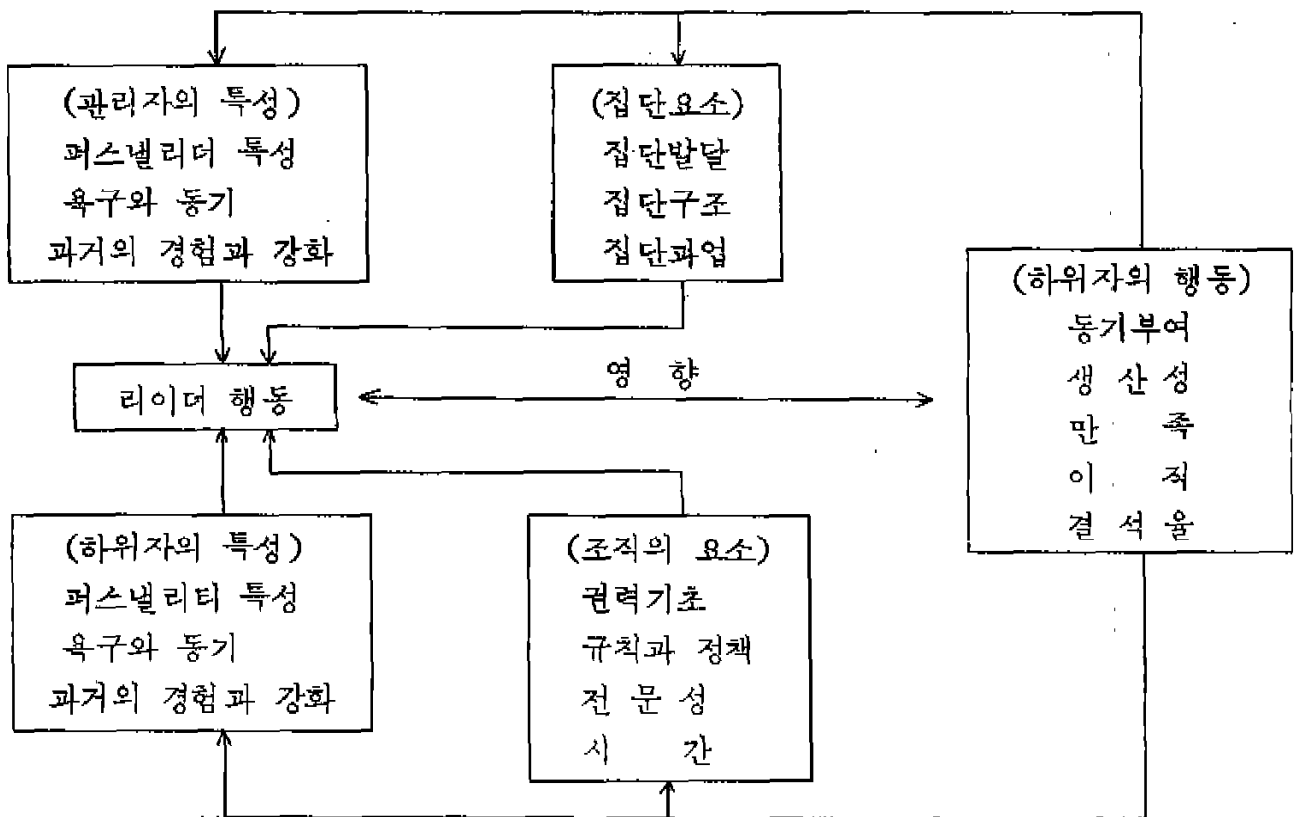 (관리자의 특성)
퍼스낼리더 특성
욕구와 동기
과거의 경험과 강화
(집단요소)
집단발달
집단구조
집단과업
(하위자의 행동)
동기부여
생 산 성
만 족
이 직
결 석 율
리이더 행동
영 향
(하위자의 특성)
퍼스낼리티 특성
욕구와 동기
과거의 경험과 강화
(조직의 요소)
권력기초
규칙과 정책
전 문 성
시 간